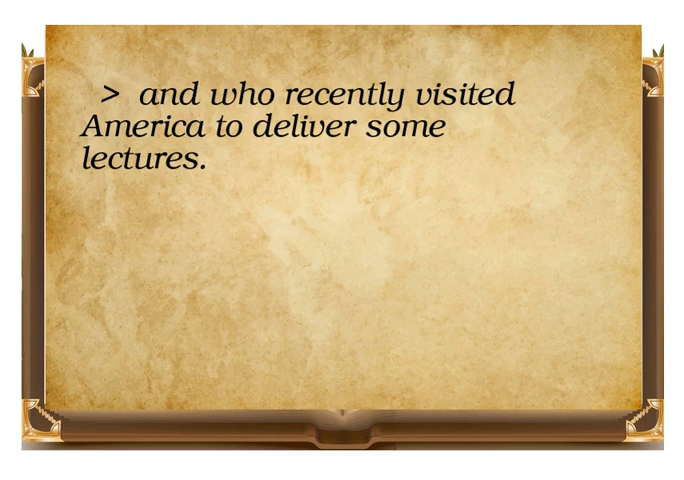 > and who recently visited
America to deliver some
lectures.